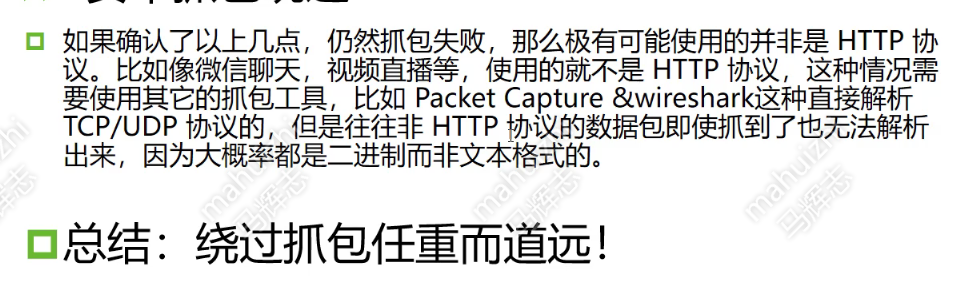 如果确认了以上几点，仍然抓包失败，那么极有可能使用的并非是 HTTP 协
议。比如像微信聊天，视频直播等，使用的就不是 HTTP 协议，这种情况需
要使用其它的抓包工具，比如 Packet Capture &wireshark这种直接解析
TCP/UDP 协议的，但是往往非 HTTP 协议的数据包即使抓到了也无法解析
出来，因为大概率都是二进制而非文本格式的。
mahuizhi
马辉志
mahuizhi
马辉志
mahuizhi
马辉志
mahuizhi
马辉志
总结：绕过抓包任重而道远！